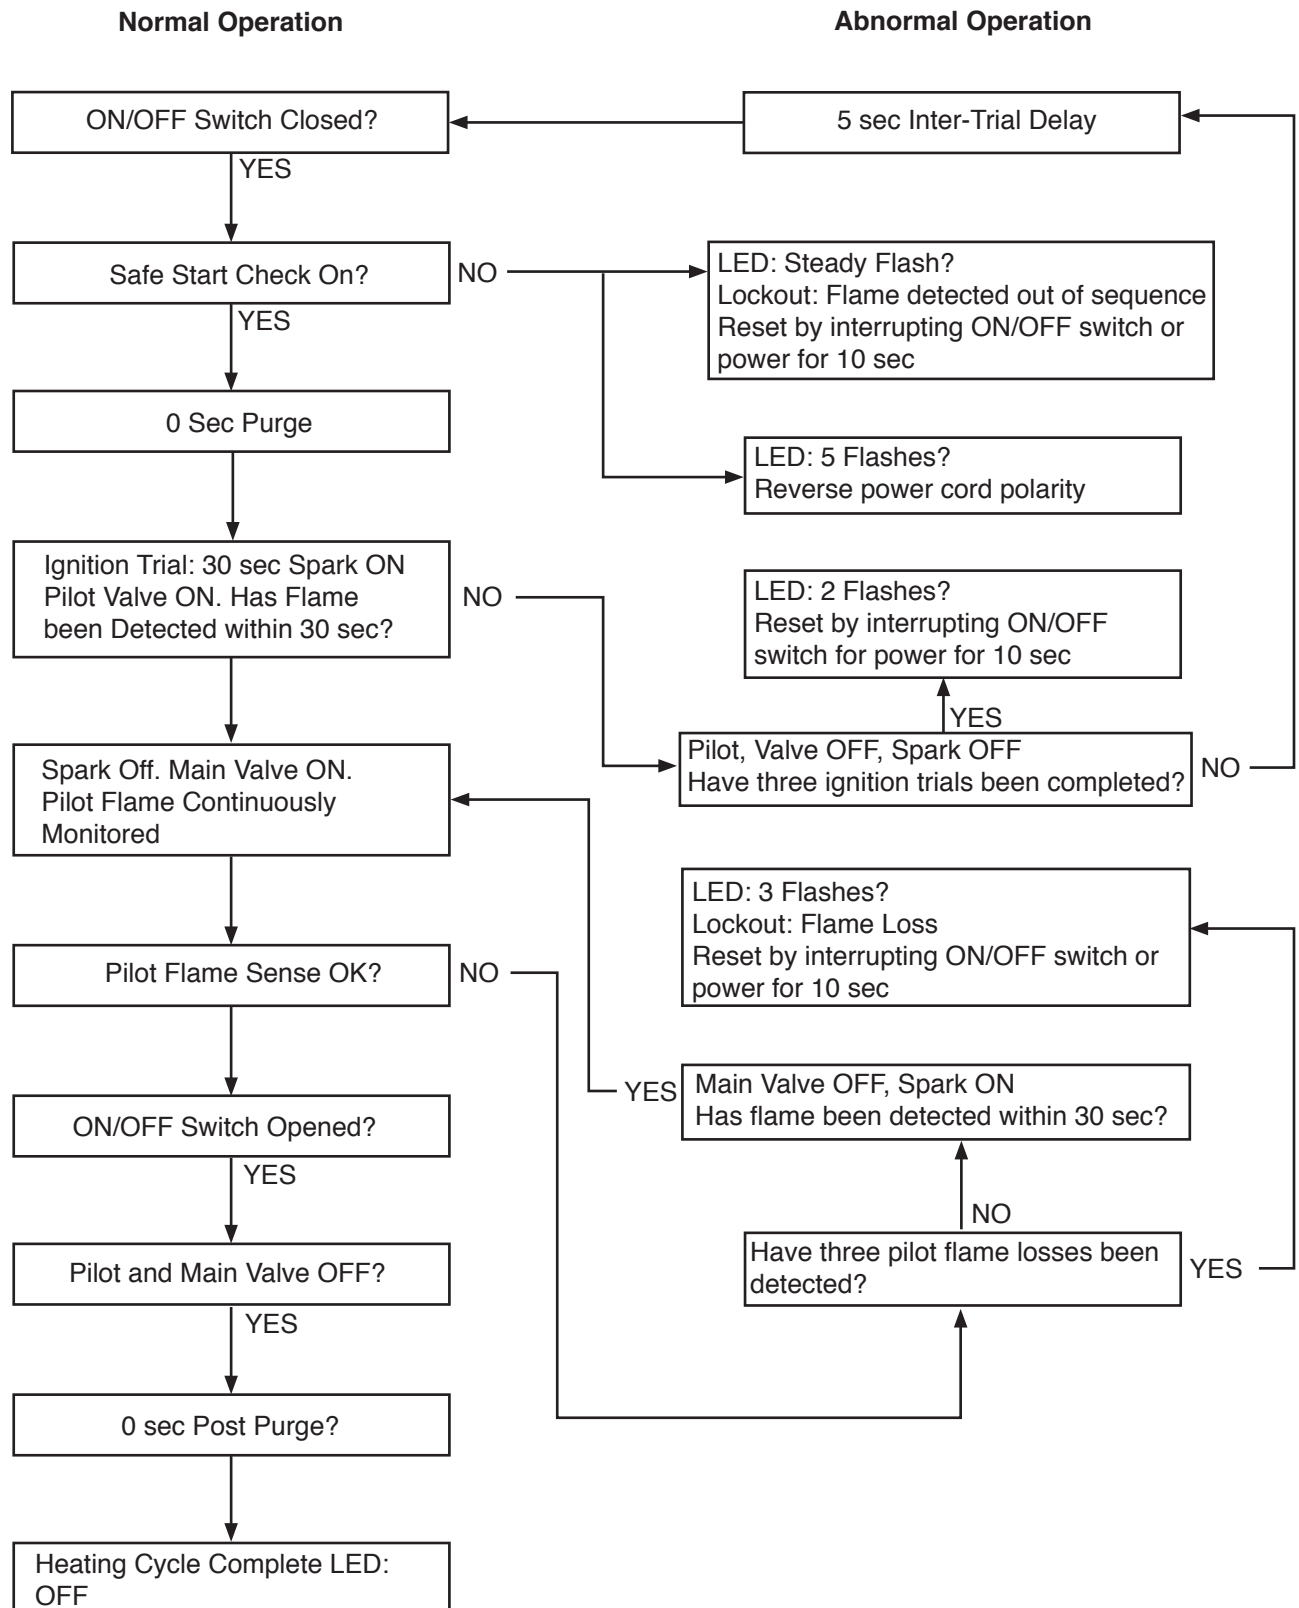 Normal Operation
Abnormal Operation
ON/OFF Switch Closed?
5 sec Inter-Trial Delay
YES
Safe Start Check On?
NO
LED: Steady Flash?
Lockout: Flame detected out of sequence
Reset by interrupting ON/OFF switch or
power for 10 sec
YES
0 Sec Purge
LED: 5 Flashes?
Reverse power cord polarity
Ignition Trial: 30 sec Spark ON
Pilot Valve ON. Has Flame
been Detected within 30 sec?
NO
LED: 2 Flashes?
Reset by interrupting ON/OFF
switch for power for 10 sec
YES
Pilot, Valve OFF, Spark OFF
Have three ignition trials been completed?
NO
Spark Off. Main Valve ON.
Pilot Flame Continuously
Monitored
LED: 3 Flashes?
Lockout: Flame Loss
Reset by interrupting ON/OFF switch or
power for 10 sec
Pilot Flame Sense OK?
NO
YES
Main Valve OFF, Spark ON
Has flame been detected within 30 sec?
ON/OFF Switch Opened?
YES
NO
Have three pilot flame losses been
detected?
YES
Pilot and Main Valve OFF?
YES
0 sec Post Purge?
Heating Cycle Complete LED:
OFF